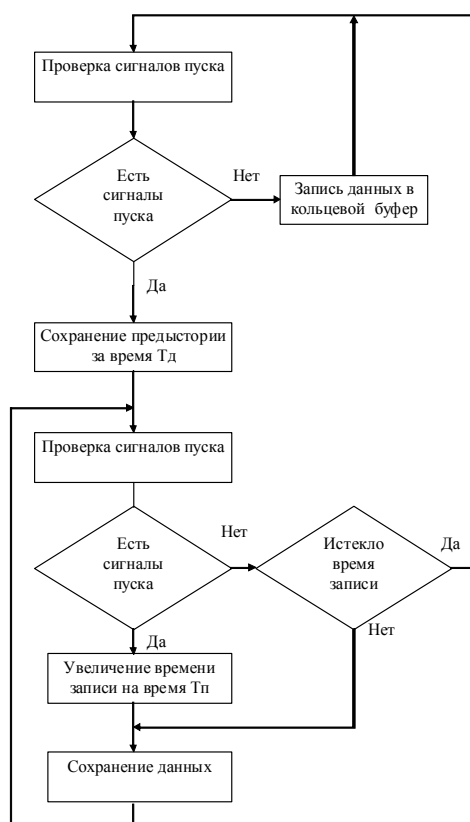 Проверка сигналов пуска
Есть
сигналы
пуска
Нет
Запись данных в
кольцевой буфер
Да
Сохранение предыстории
за время Тд
Проверка сигналов пуска
Есть
сигналы
пуска
Нет
Истекло
время
записи
Да
Да
Нет
Увеличение времени
записи на время Тп
Сохранение данных